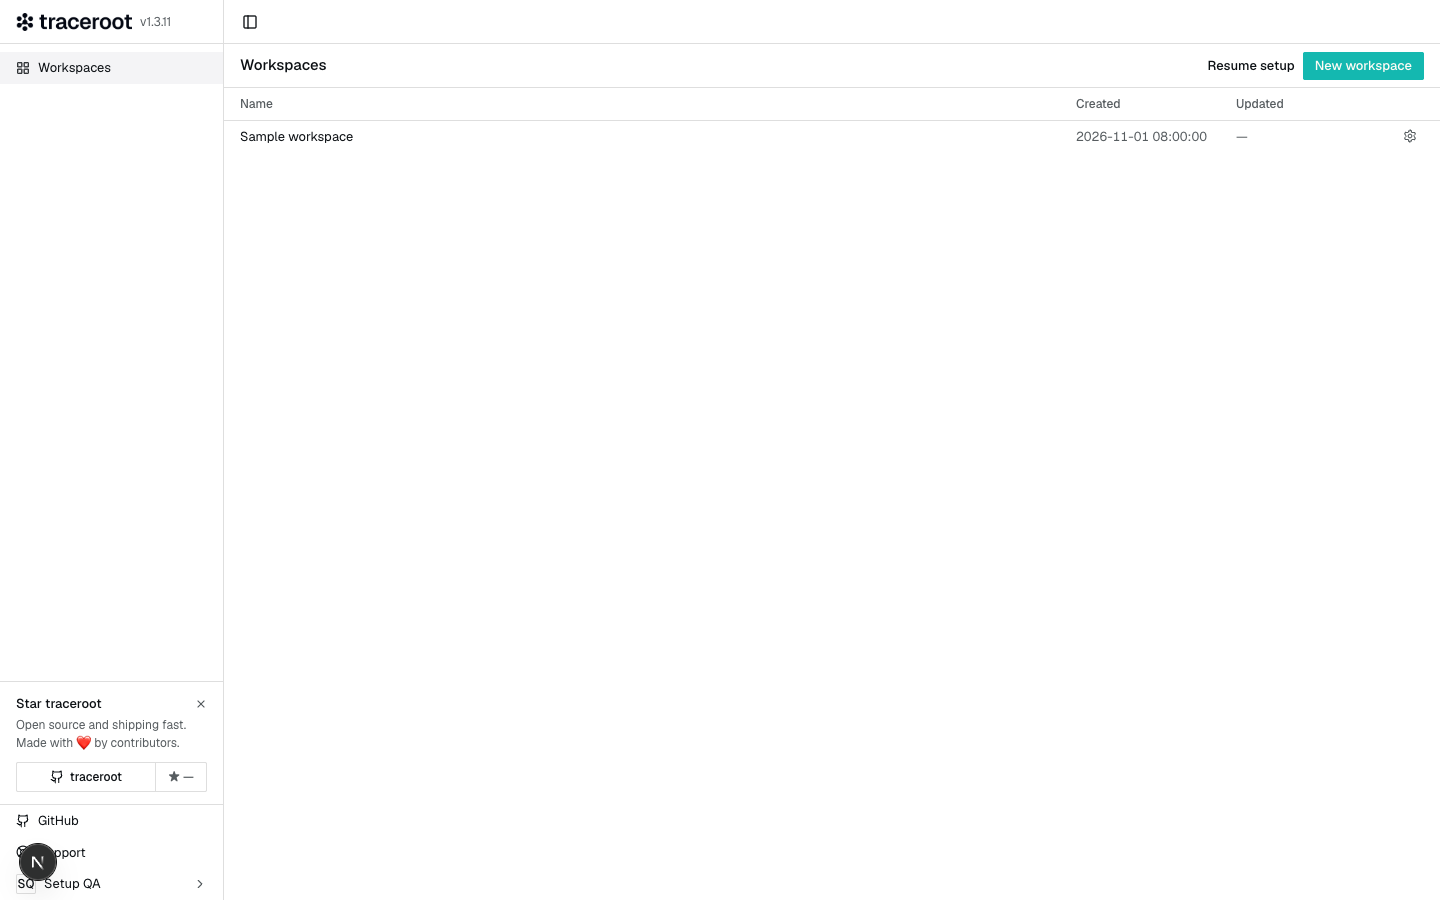 traceroot v1.3.11
Workspaces
Workspaces
Resume setup
New workspace
Name Created Updated
Sample workspace 2026-11-01 08:00:00 —
Star traceroot
Open source and shipping fast.
Made with ❤️ by contributors.
traceroot ★ —
GitHub
pport
N
SQ Setup QA